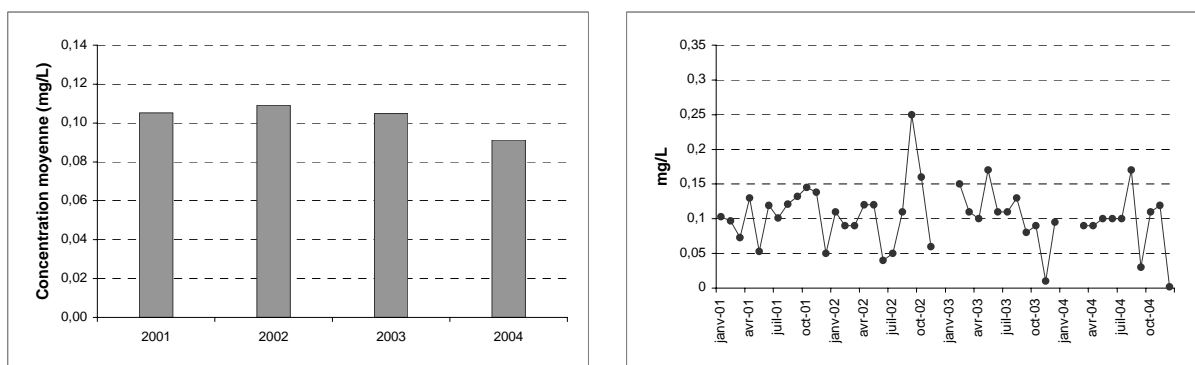 0,14
0,12
0,10
0,08
0,06
0,04
0,02
0,00
Concentration moyenne (mg/L)
2001
2002
2003
2004
0,35
0,3
0,25
0,2
0,15
0,1
0,05
0
mg/L
janv-01
avr-01
juil-01
oct-01
janv-02
avr-02
juil-02
oct-02
janv-03
avr-03
juil-03
oct-03
janv-04
avr-04
juil-04
oct-04